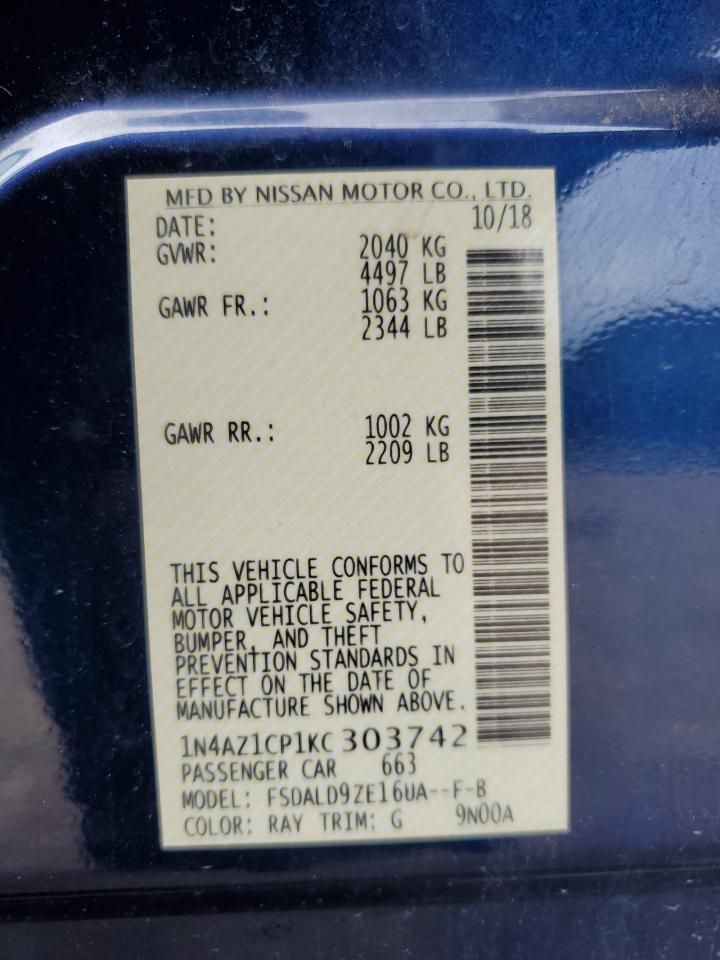 MFD BY NISSAN MOTOR CO., LTD.
DATE: 10/18
GVWR: 2040 KG
4497 LB
GAWR FR.: 1063 KG
2344 LB
GAWR RR.: 1002 KG
2209 LB
THIS VEHICLE CONFORMS TO
ALL APPLICABLE FEDERAL
MOTOR VEHICLE SAFETY,
BUMPER, AND THEFT
PREVENTION STANDARDS IN
EFFECT ON THE DATE OF
MANUFACTURE SHOWN ABOVE.
1N4AZ1CP1KC 303742
PASSENGER CAR 663
MODEL: FSDALD9ZE16UA--F-B
COLOR: RAY TRIM: G 9N00A